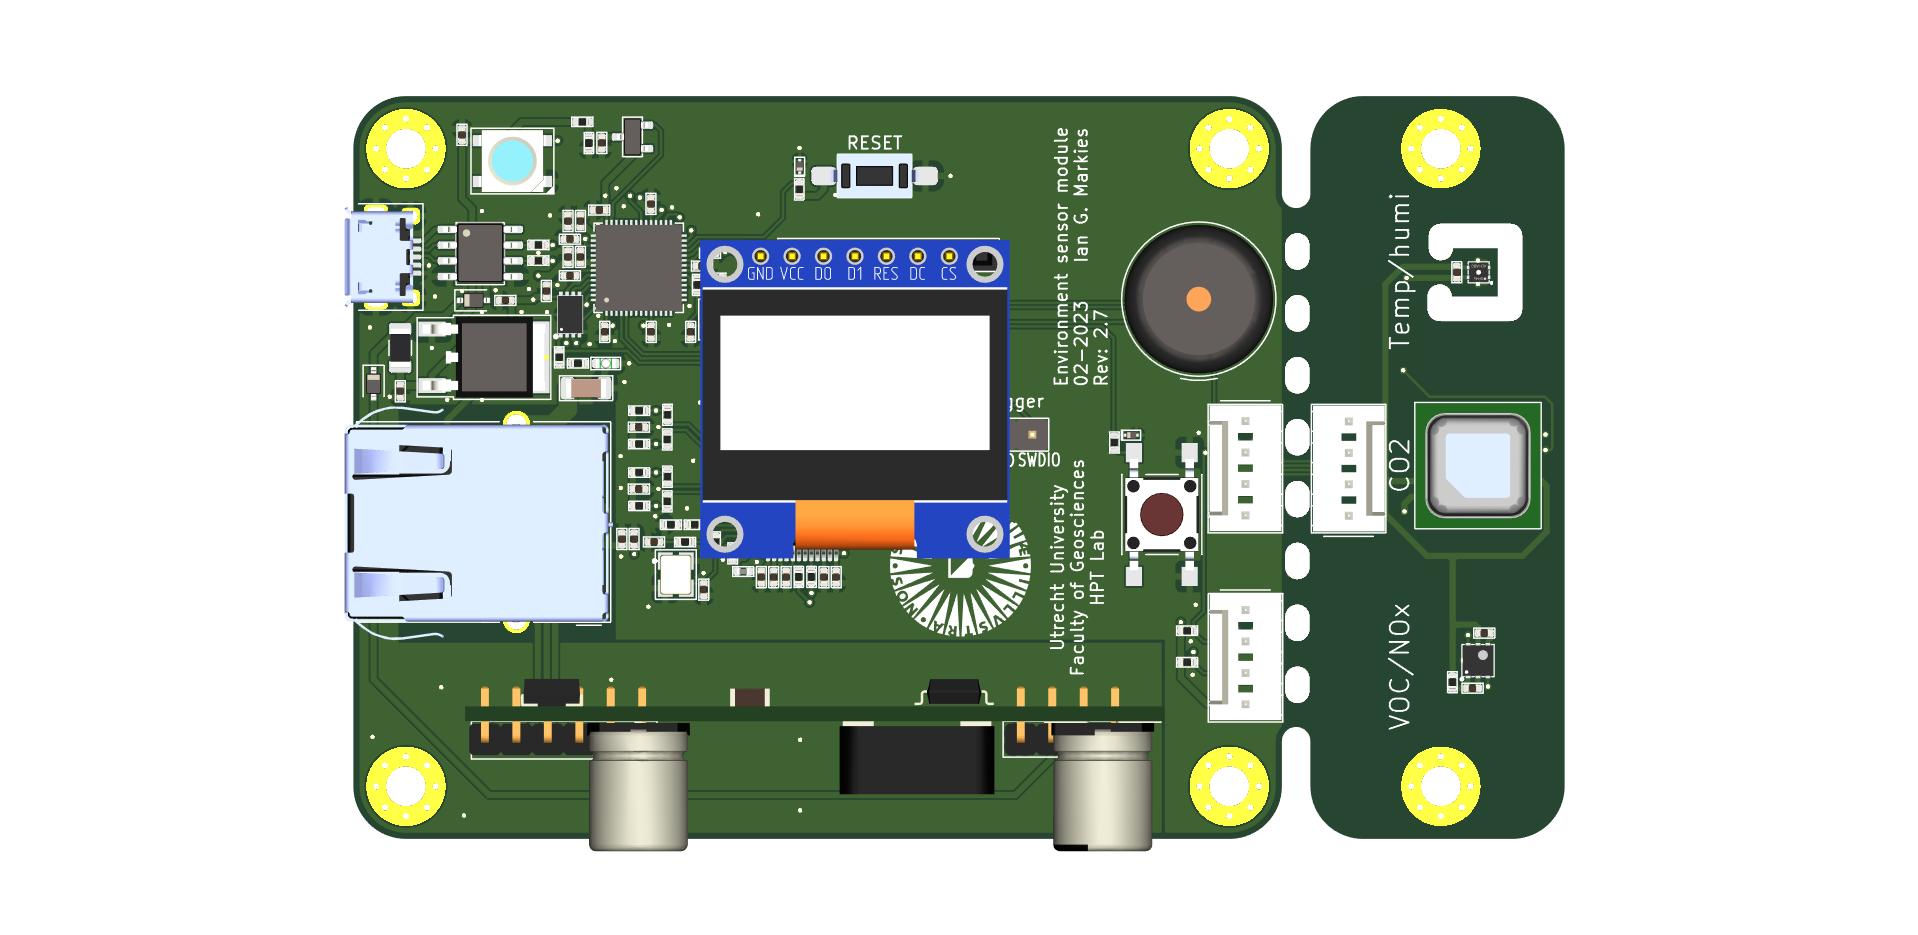 RESET
Environment sensor module
Ian G. Markies
02-2023
Rev: 2.7
GND VCC D0 D1 RES DC CS
SWDIO
Utrecht University
Faculty of Geosciences
HPT Lab
Temp/humi
CO2
VOC/NOx